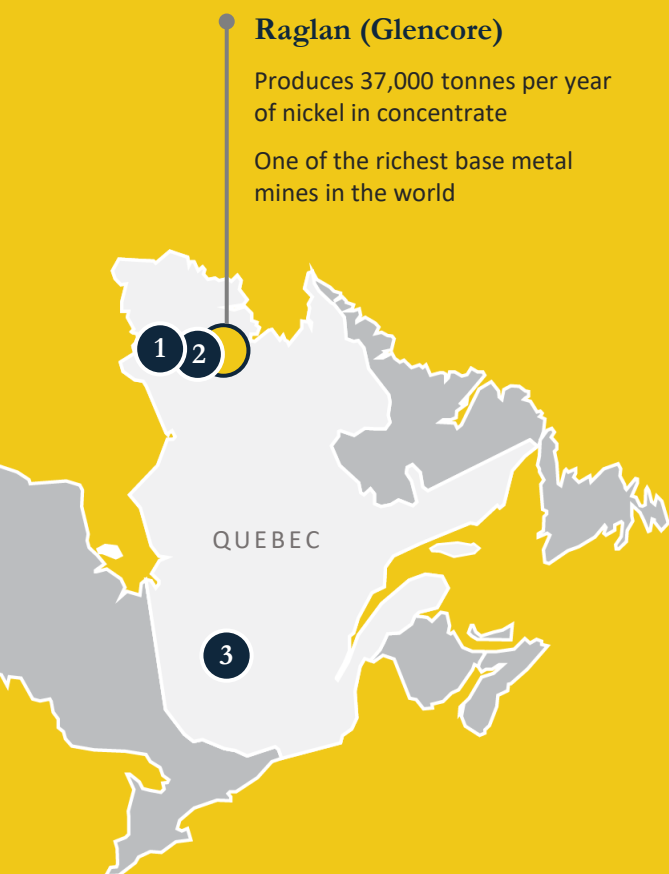 Raglan (Glencore)
Produces 37,000 tonnes per year
of nickel in concentrate
One of the richest base metal
mines in the world
1
2
QUEBEC
3